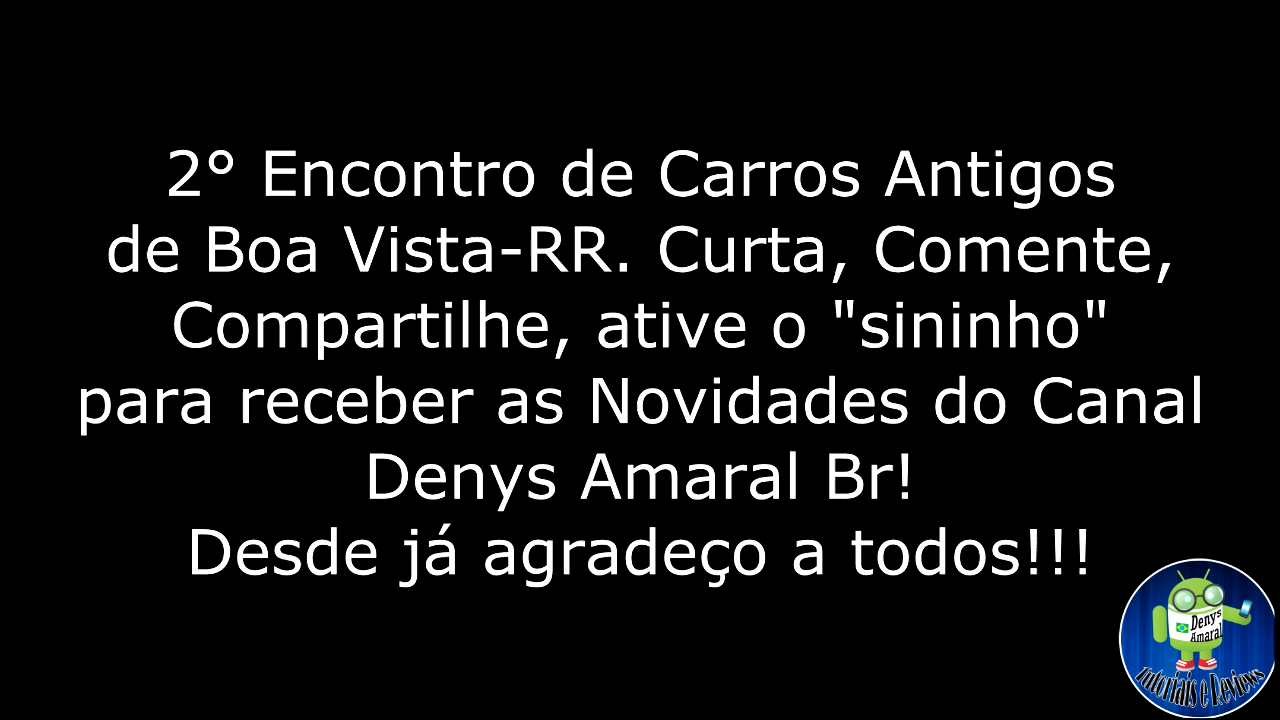 2° Encontro de Carros Antigos
de Boa Vista-RR. Curta, Comente,
Compartilhe, ative o "sininho"
para receber as Novidades do Canal
Denys Amaral Br!
Desde já agradeço a todos!!!
Denys
Amaral
Tutoriais e Reviews